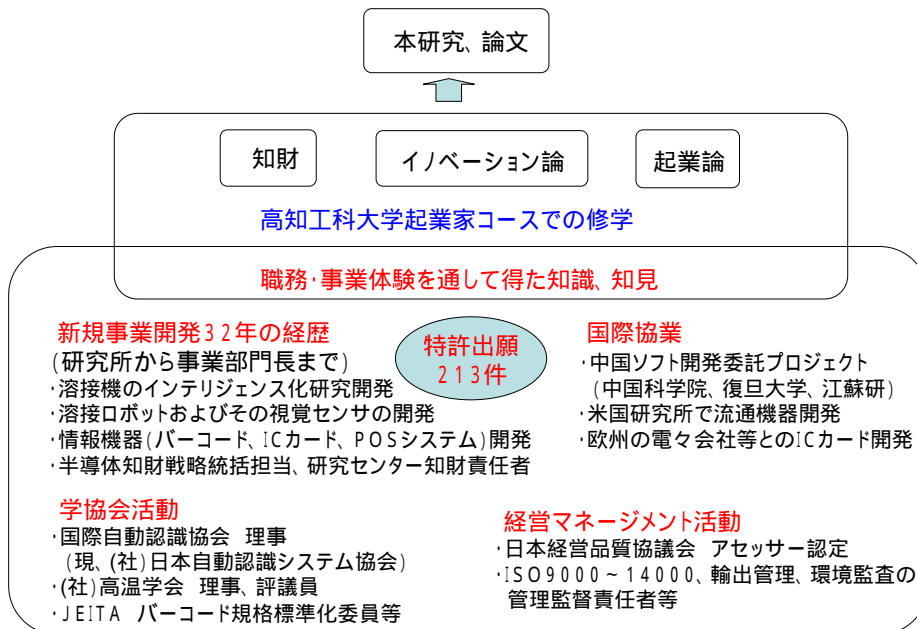 本研究、論文
知財
イノベーション論
起業論
高知工科大学起業家コースでの修学
職務・事業体験を通して得た知識、知見
新規事業開発32年の経歴
(研究所から事業部門長まで)
・溶接機のインテリジェンス化研究開発
・溶接ロボットおよびその視覚センサの開発
・情報機器(バーコード、ICカード、POSシステム)開発
・半導体知財戦略統括担当、研究センター知財責任者
特許出願
213件
国際協業
・中国ソフト開発委託プロジェクト
(中国科学院、復旦大学、江蘇研)
・米国研究所で流通機器開発
・欧州の電々会社等とのICカード開発
学協会活動
・国際自動認識協会 理事
(現、(社)日本自動認識システム協会)
・(社)高温学会 理事、評議員
・JEITA バーコード規格標準化委員等
経営マネージメント活動
・日本経営品質協議会 アセッサー認定
・ISO9000~14000、輸出管理、環境監査の
管理監督責任者等